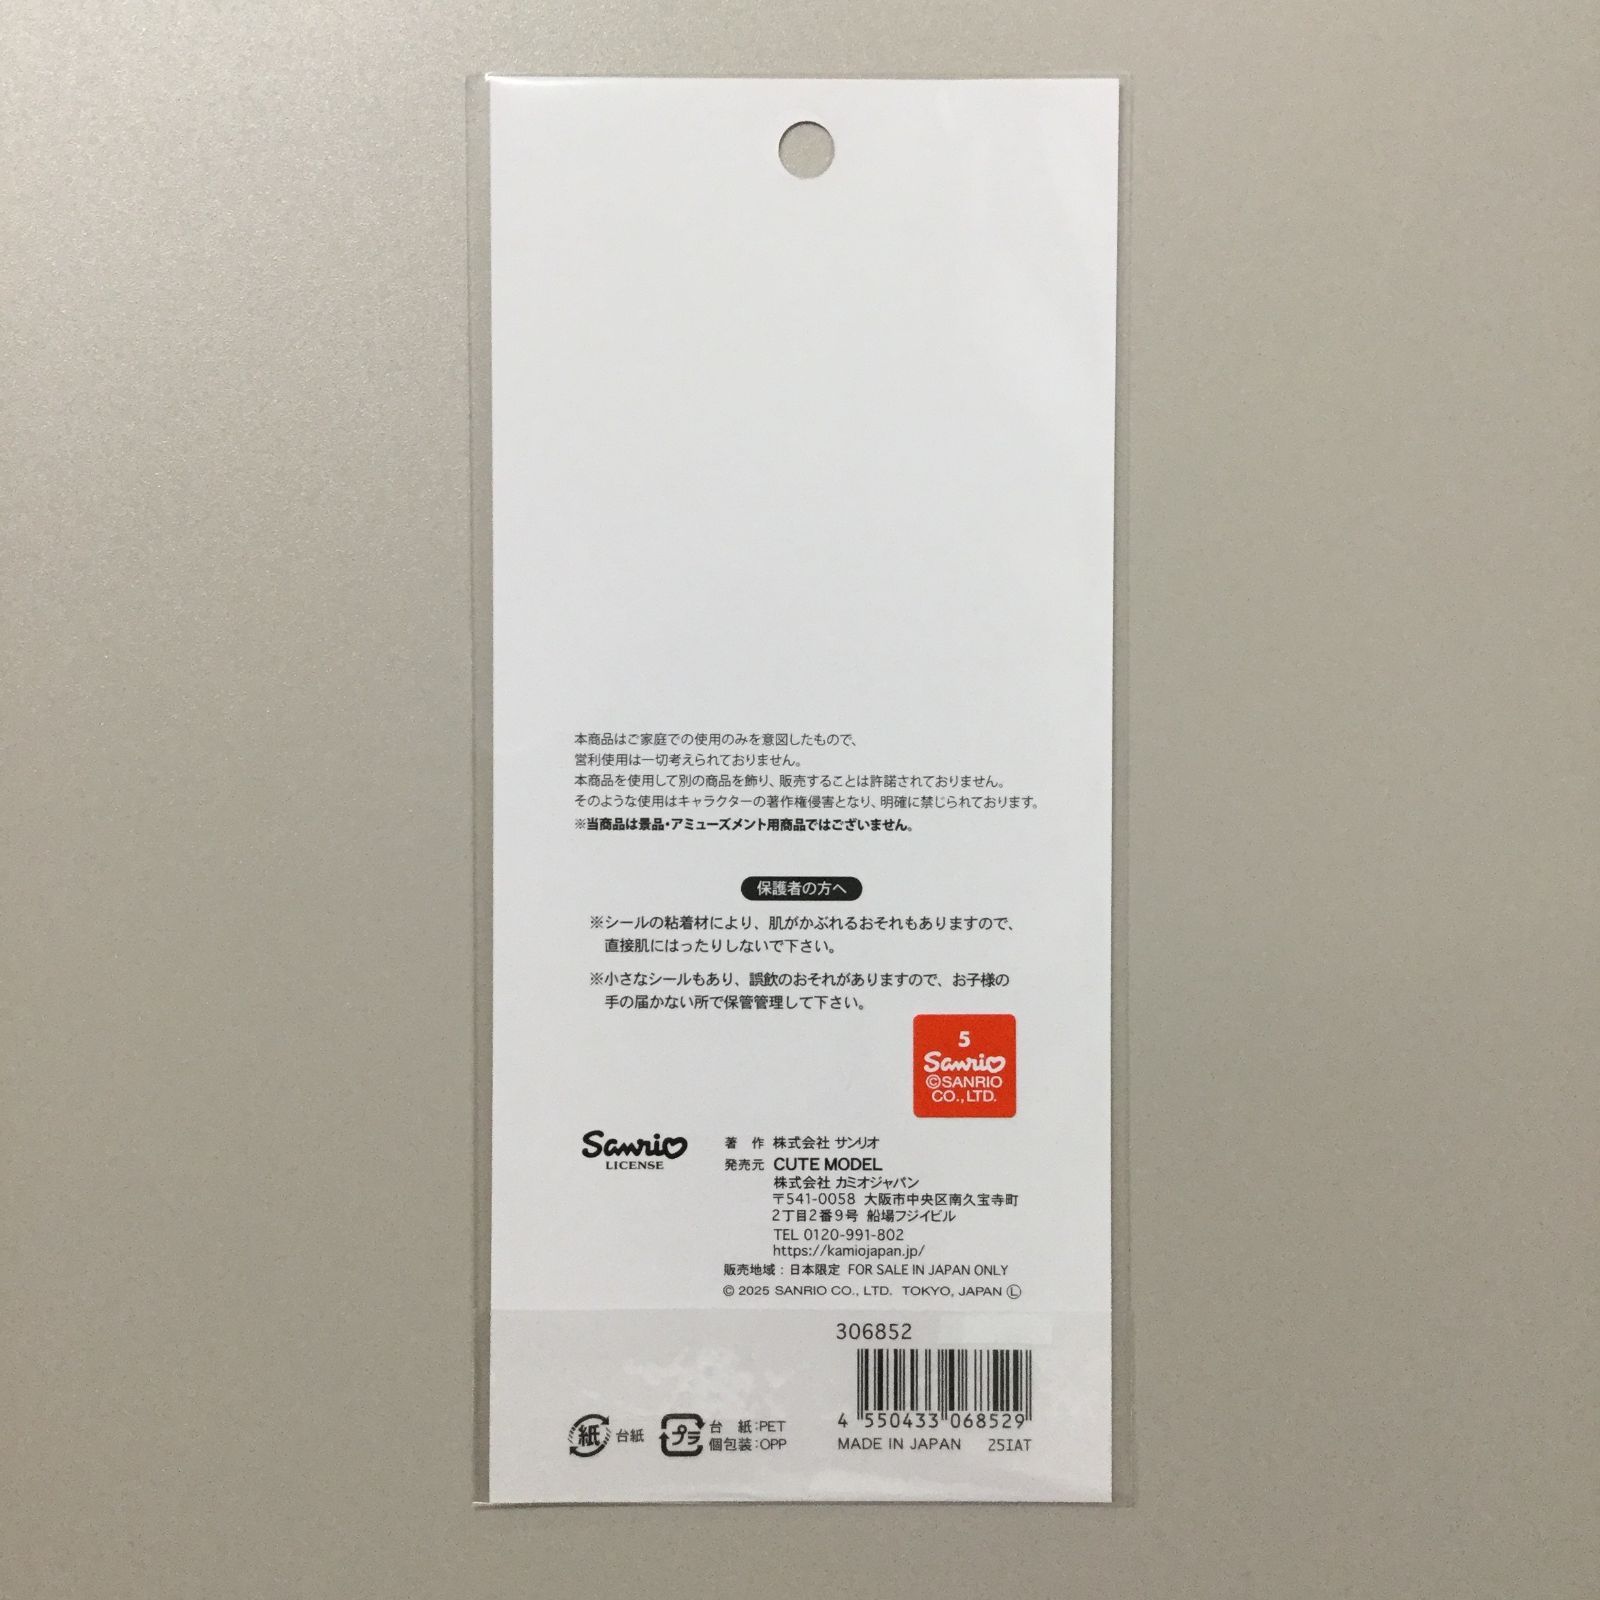 本商品はご家庭での使用のみを意図したもので、
営利使用は一切考えられておりません。
本商品を使用して別の商品を飾り、販売することは許諾されておりません。
そのような使用はキャラクターの著作権侵害となり、明確に禁じられております。
※当商品は景品・アミューズメント用商品ではございません。
保護者の方へ
※シールの粘着材により、肌がかぶれるおそれもありますので、
直接肌にはったりしないで下さい。
※小さなシールもあり、誤飲のおそれがありますので、お子様の
手の届かない所で保管管理して下さい。
5
Sanrio
©SANRIO
CO.,LTD.
Sanrio
LICENSE
著 作 株式会社 サンリオ
発売元 CUTE MODEL
株式会社 カミオジャパン
〒541-0058 大阪市中央区南久宝寺町
2丁目2番9号 船場フジイビル
TEL 0120-991-802
https://kamiojapan.jp/
販売地域：日本限定 FOR SALE IN JAPAN ONLY
© 2025 SANRIO CO., LTD. TOKYO, JAPAN Ⓛ
306852
4 550433 068529
MADE IN JAPAN 25IAT
紙 台紙
プラ 台 紙：PET
個包装：OPP